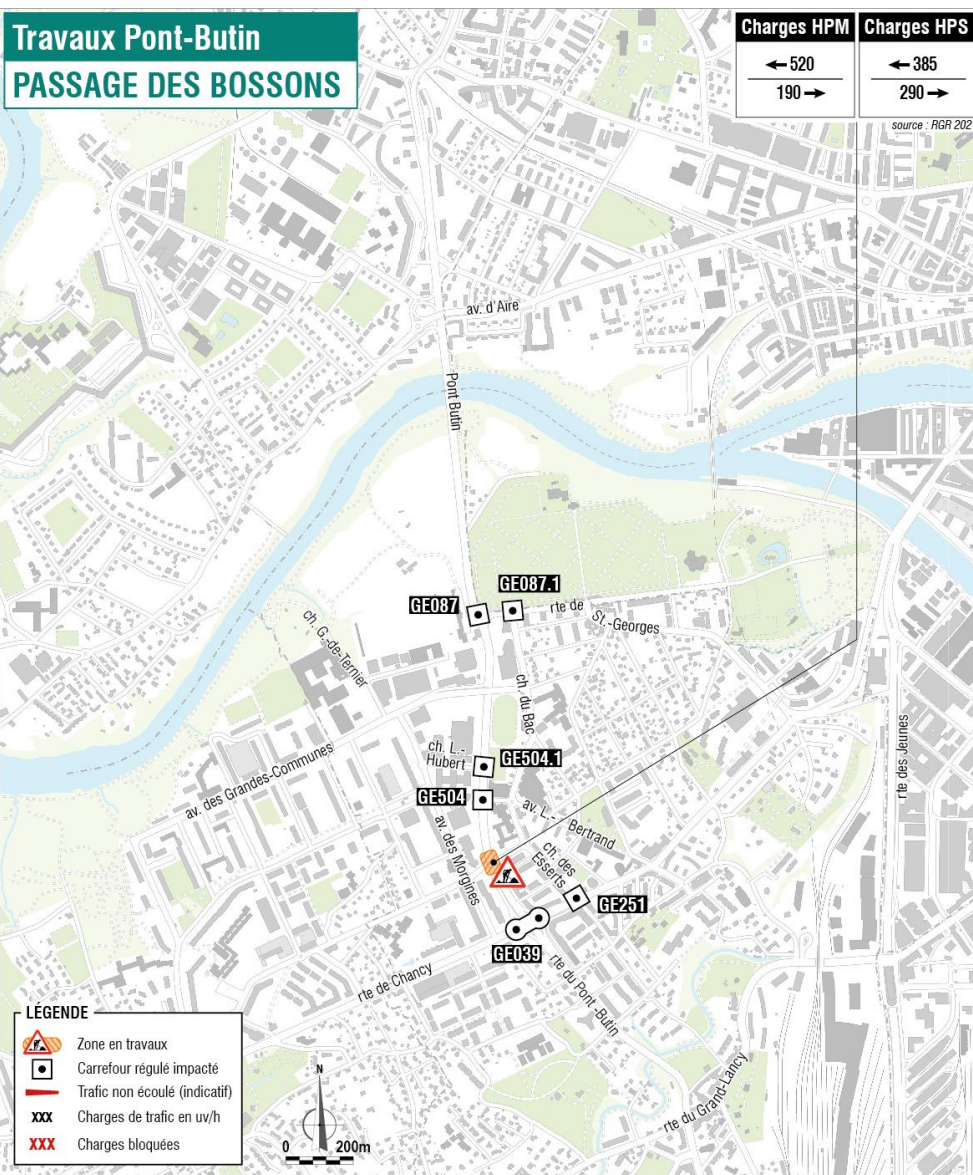 Travaux Pont-Butin
PASSAGE DES BOSSONS
Charges HPM
← 520
190 →
Charges HPS
← 385
290 →
source : RGR 202
av. d'Aïre
Pont Butin
GE087
GE087.1
rte de
St.-Georges
ch. G.-de-Ternier
ch. du Bac
ch. L.-
Hubert
GE504.1
GE504
av. des Grandes-Communes
av. L.- Bertrand
rte des Jeunes
av. des Morgines
ch. des
Esserts
GE251
GE039
rte de Chancy
rte du Pont-Butin
rte du Grand-Lancy
LÉGENDE
Zone en travaux
Carrefour régulé impacté
Trafic non écoulé (indicatif)
XXX Charges de trafic en uv/h
XXX Charges bloquées
N
0 200m